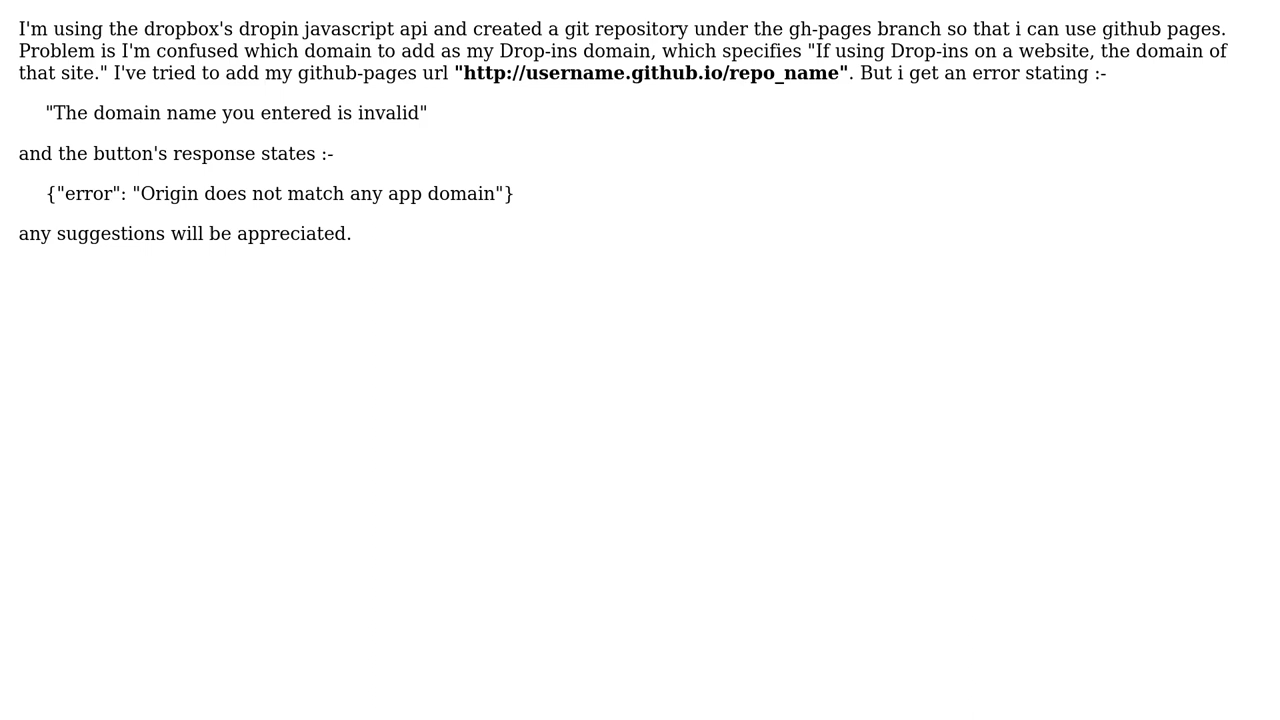 I'm using the dropbox's dropin javascript api and created a git repository under the gh-pages branch so that i can use github pages.
Problem is I'm confused which domain to add as my Drop-ins domain, which specifies "If using Drop-ins on a website, the domain of
that site." I've tried to add my github-pages url "http://username.github.io/repo_name". But i get an error stating :-
"The domain name you entered is invalid"
and the button's response states :-
{"error": "Origin does not match any app domain"}
any suggestions will be appreciated.